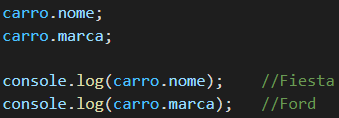 carro.nome;
carro.marca;
console.log(carro.nome);    //Fiesta
console.log(carro.marca);   //Ford